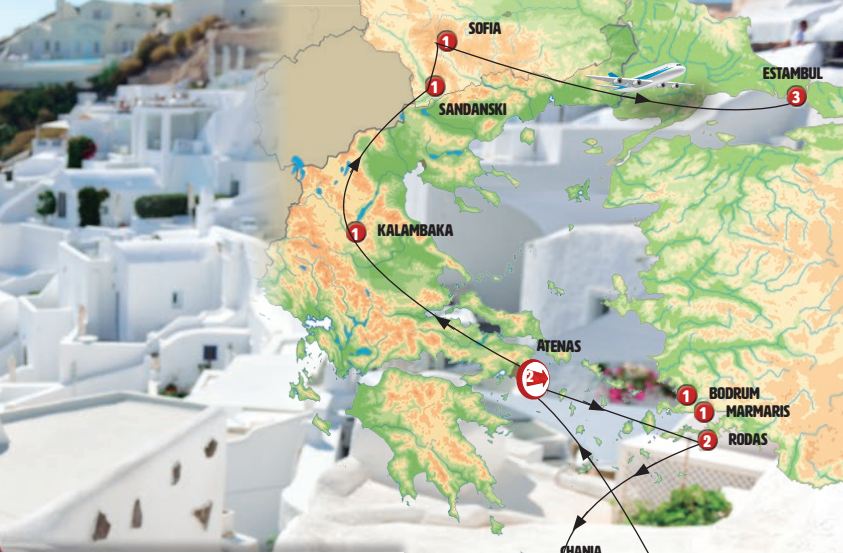 1 SOFIA
ESTAMBUL
3
1
SANDANSKI
1 KALAMBAKA
ATENAS
2
1 BODRUM
1 MARMARIS
2 RODAS
CHANIA